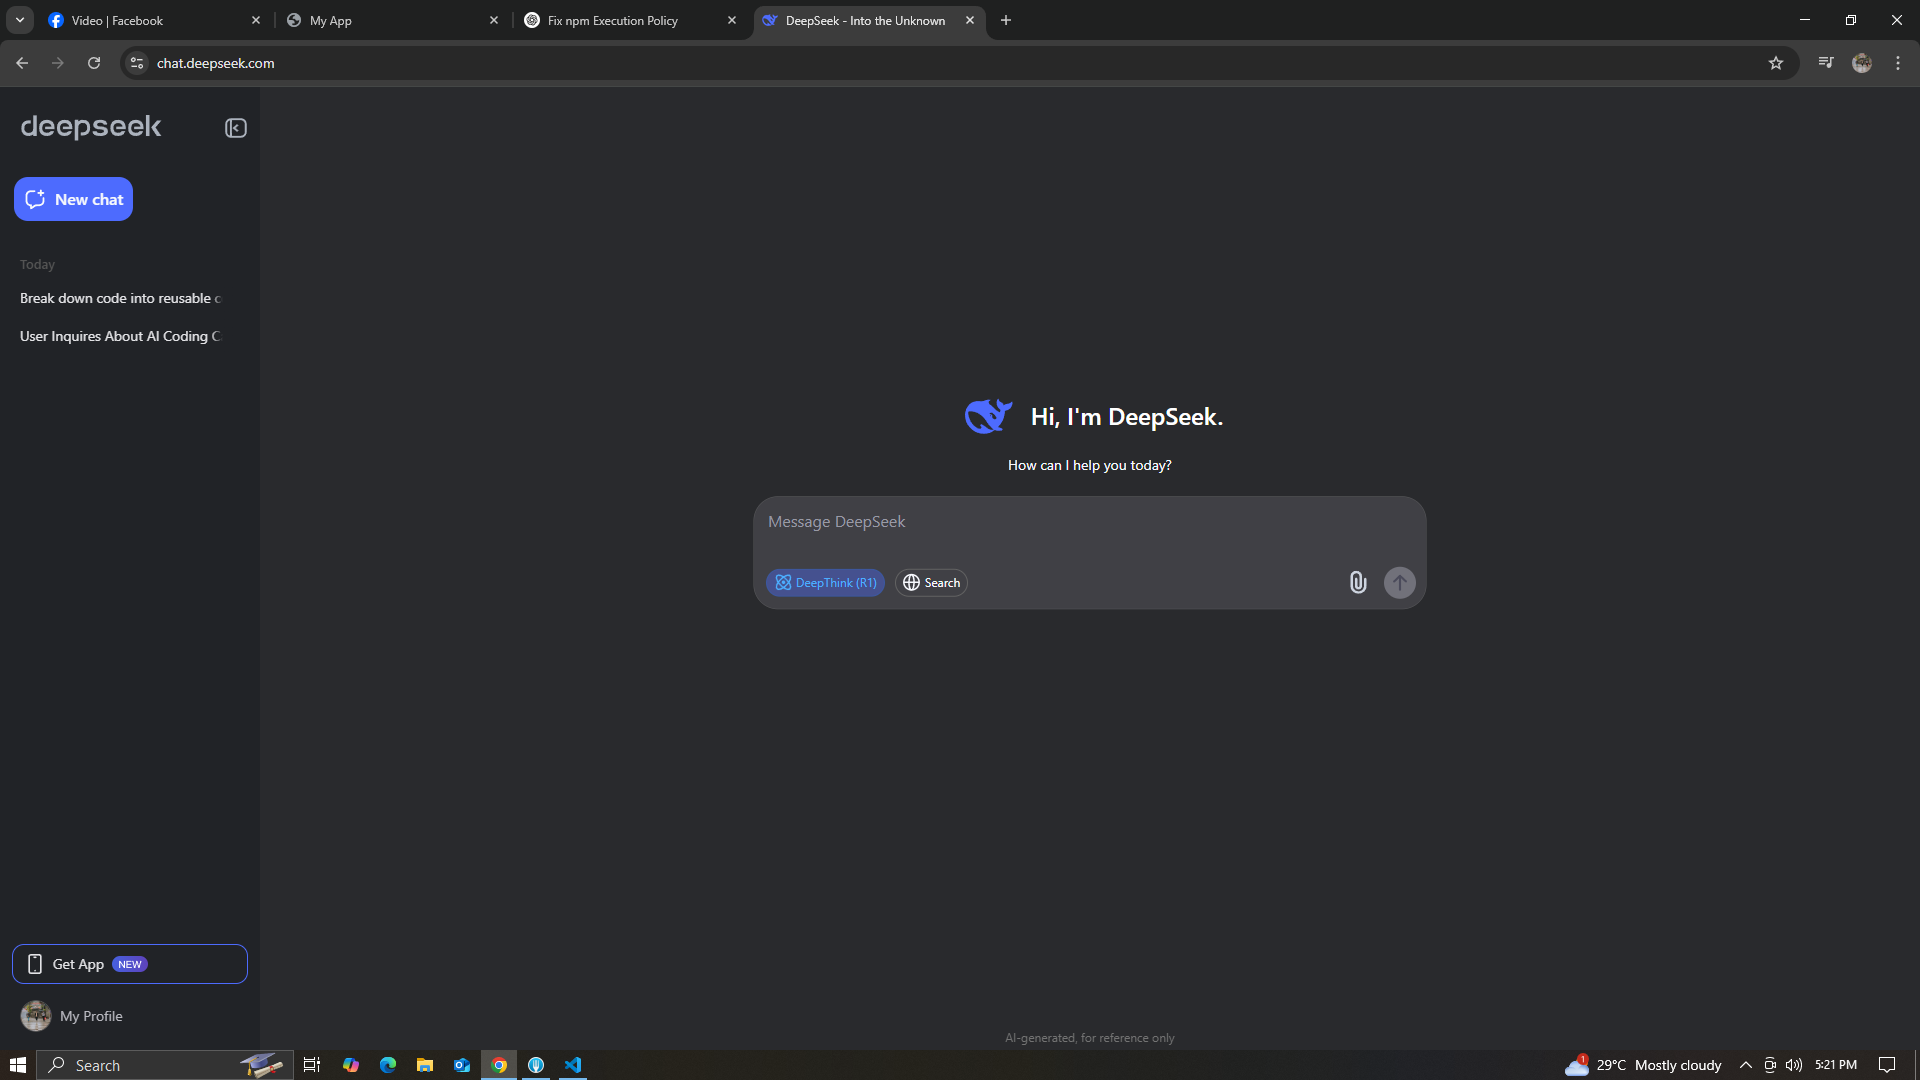 Video | Facebook
My App
Fix npm Execution Policy
DeepSeek - Into the Unknown
chat.deepseek.com
deepseek
New chat
Today
Break down code into reusable
User Inquires About AI Coding C
Hi, I'm DeepSeek.
How can I help you today?
Message DeepSeek
DeepThink (R1)
Search
Get App NEW
My Profile
AI-generated, for reference only
Search
1
29°C Mostly cloudy
5:21 PM